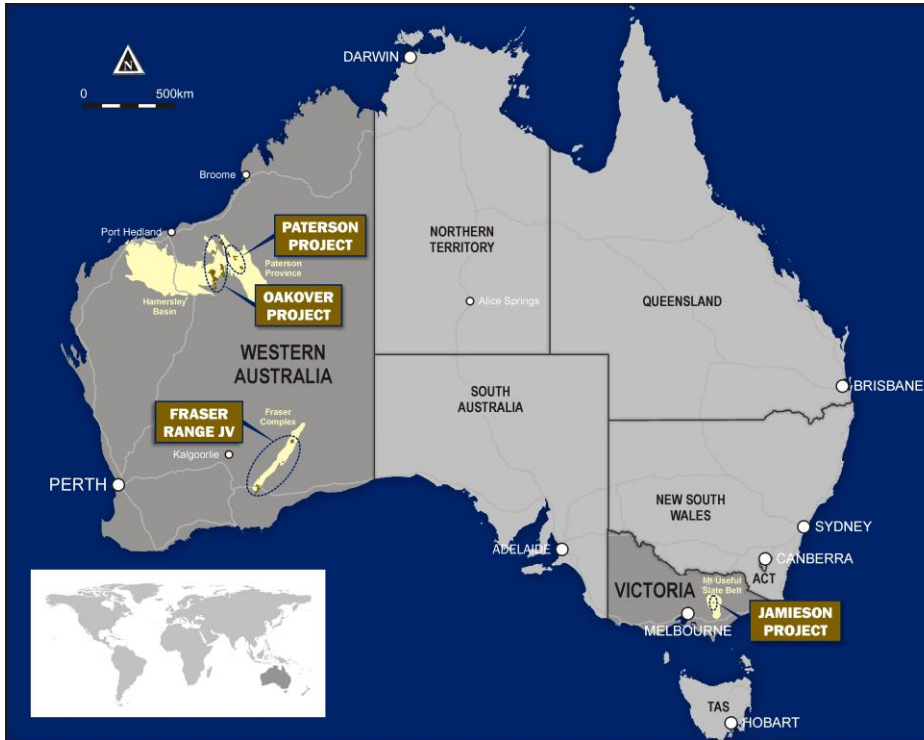 DARWIN
N
0 500km
Broome
Port Hedland
PATERSON
PROJECT
Paterson
Province
OAKOVER
PROJECT
Hamersley
Basin
NORTHERN
TERRITORY
Alice Springs
QUEENSLAND
WESTERN
AUSTRALIA
SOUTH
AUSTRALIA
BRISBANE
FRASER
RANGE JV
Fraser
Complex
Kalgoorlie
PERTH
NEW SOUTH
WALES
SYDNEY
ADELAIDE
CANBERRA
ACT
VICTORIA
Mt Useful
Slate Belt
JAMIESON
PROJECT
MELBOURNE
TAS
HOBART